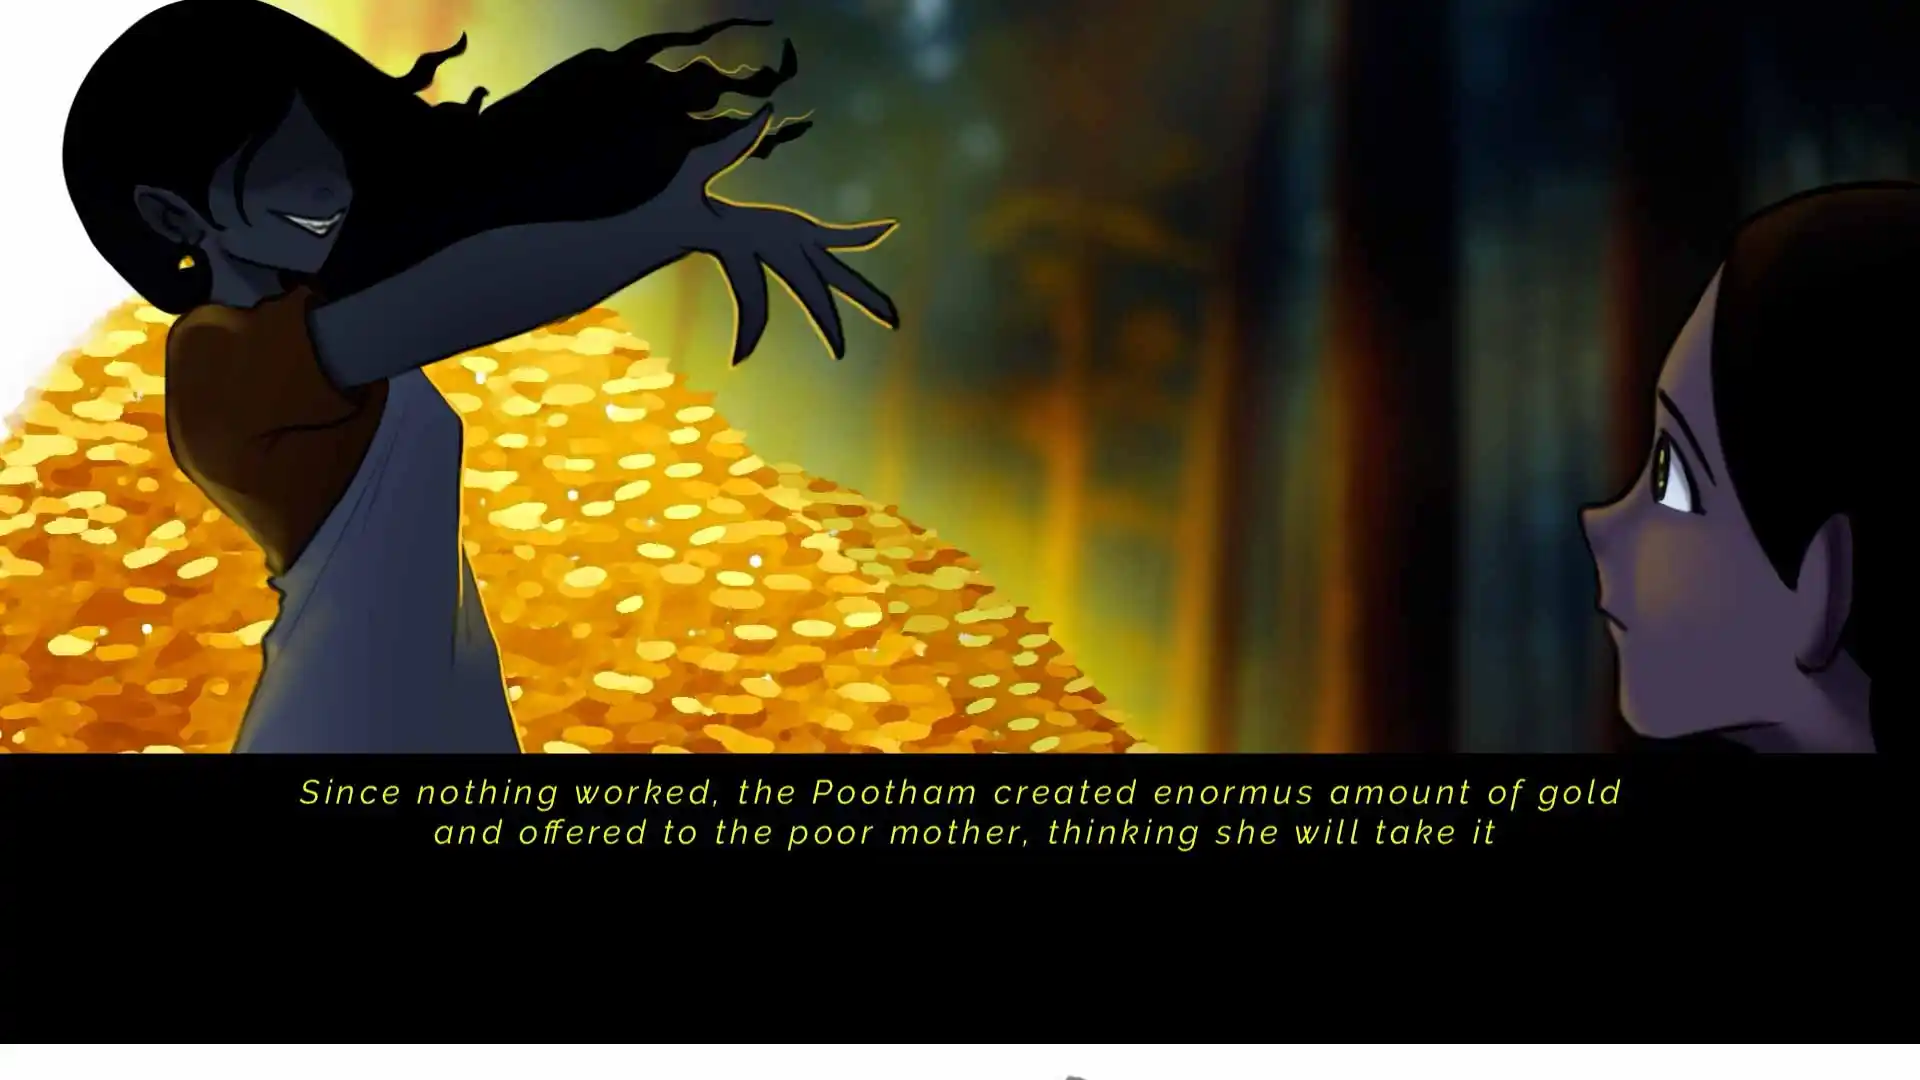 Since nothing worked, the Pootham created enormus amount of gold
and offered to the poor mother, thinking she will take it